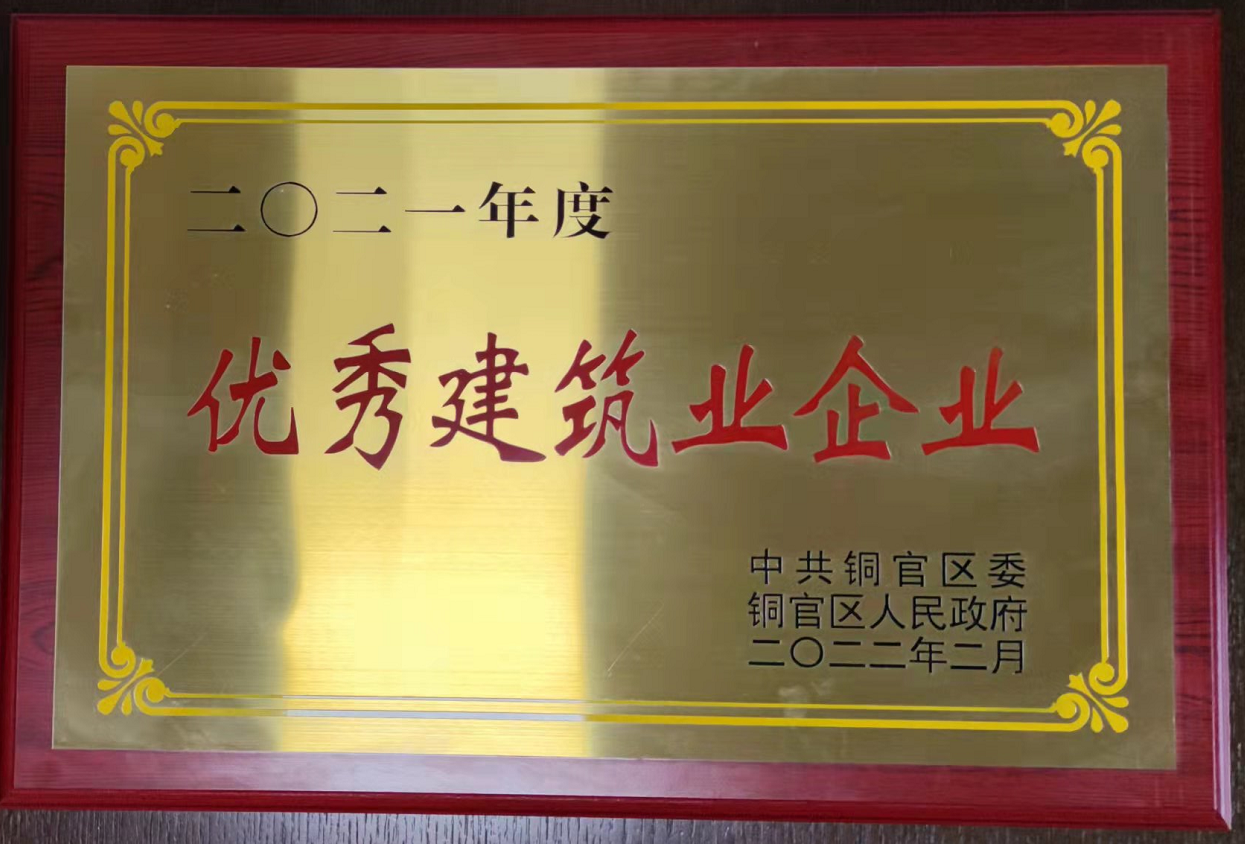 二〇二一年度
优秀建筑业企业
中共铜官区委
铜官区人民政府
二〇二二年二月